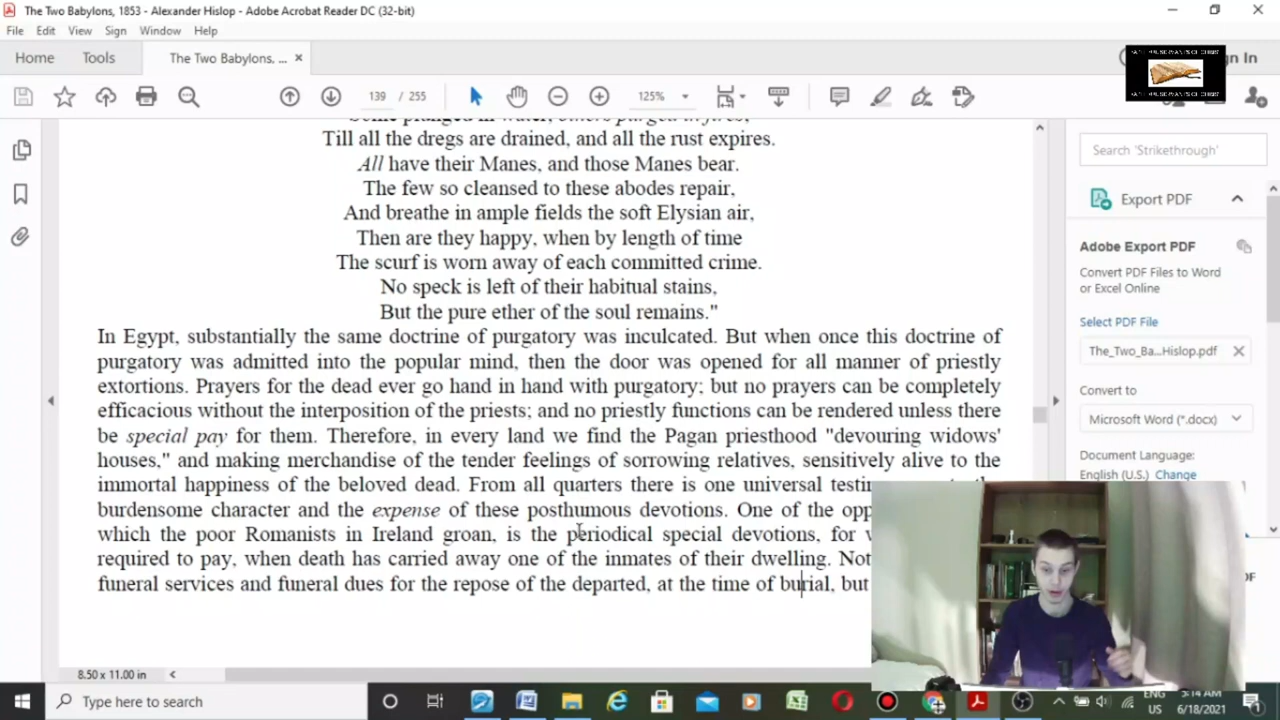 The Two Babylons, 1853 - Alexander Hislop - Adobe Acrobat Reader DC (32-bit)
File Edit View Sign Window Help
Home Tools The Two Babylons, ... ×
gn In
139 / 255 125%
Till all the dregs are drained, and all the rust expires.
All have their Manes, and those Manes bear.
The few so cleansed to these abodes repair,
And breathe in ample fields the soft Elysian air,
Then are they happy, when by length of time
The scurf is worn away of each committed crime.
No speck is left of their habitual stains,
But the pure ether of the soul remains."
In Egypt, substantially the same doctrine of purgatory was inculcated. But when once this doctrine of
purgatory was admitted into the popular mind, then the door was opened for all manner of priestly
extortions. Prayers for the dead ever go hand in hand with purgatory; but no prayers can be completely
efficacious without the interposition of the priests; and no priestly functions can be rendered unless there
be special pay for them. Therefore, in every land we find the Pagan priesthood "devouring widows'
houses," and making merchandise of the tender feelings of sorrowing relatives, sensitively alive to the
immortal happiness of the beloved dead. From all quarters there is one universal
burdensome character and the expense of these posthumous devotions. One of the
which the poor Romanists in Ireland groan, is the periodical special devotions, for
required to pay, when death has carried away one of the inmates of their dwelling. Not
funeral services and funeral dues for the repose of the departed, at the time of burial, but
8.50 x 11.00 in
Search 'Strikethrough'
Export PDF
Adobe Export PDF
Convert PDF Files to Word
or Excel Online
Select PDF File
The_Two_Ba...Hislop.pdf
Convert to
Microsoft Word (*.docx)
Document Language:
English (U.S.) Change
Type here to search
ENG
US
3:14 AM
6/18/2021